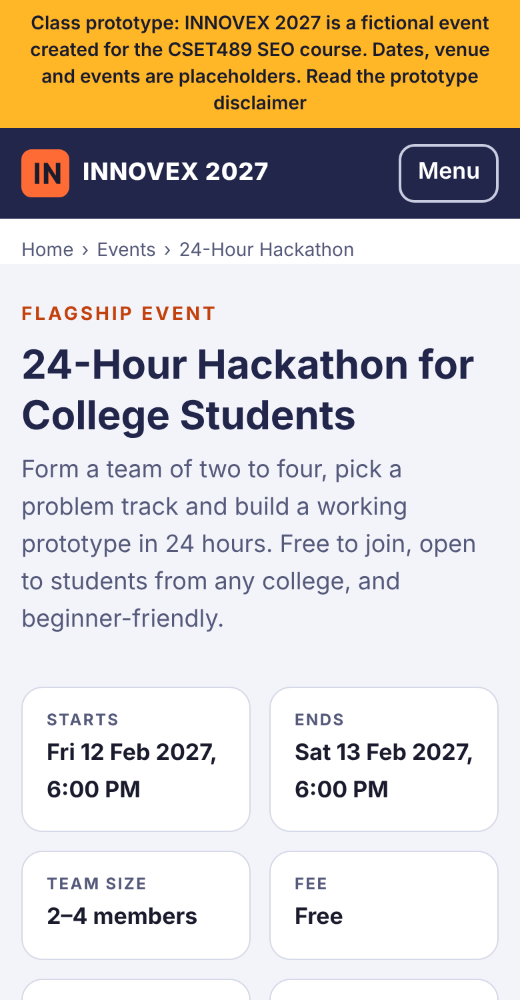 Class prototype: INNOVEX 2027 is a fictional event
created for the CSET489 SEO course. Dates, venue
and events are placeholders. Read the prototype
disclaimer
IN INNOVEX 2027 Menu
Home › Events › 24-Hour Hackathon
FLAGSHIP EVENT
24-Hour Hackathon for
College Students
Form a team of two to four, pick a
problem track and build a working
prototype in 24 hours. Free to join, open
to students from any college, and
beginner-friendly.
STARTS
Fri 12 Feb 2027,
6:00 PM
ENDS
Sat 13 Feb 2027,
6:00 PM
TEAM SIZE
2–4 members
FEE
Free